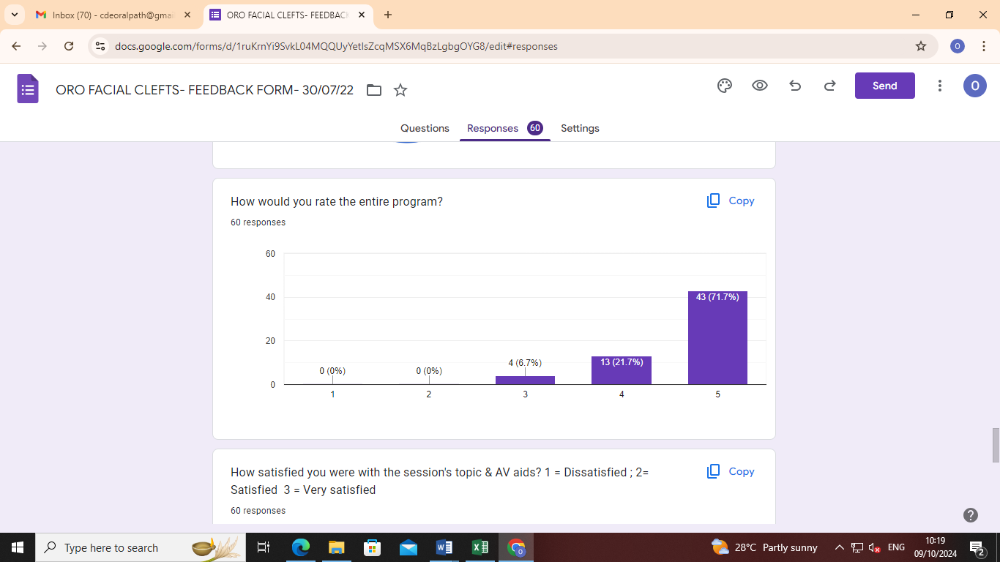 Inbox (70) - cdeoralpath@gmai
ORO FACIAL CLEFTS- FEEDBACK
docs.google.com/forms/d/1ruKrnYi9SvkL04MQQUyYetIsZcqMSX6MqBzLgbgOYG8/edit#responses
O
ORO FACIAL CLEFTS- FEEDBACK FORM- 30/07/22
Send
O
Questions
Responses 60
Settings
How would you rate the entire program?
Copy
60 responses
60
40
20
0
0 (0%)
0 (0%)
4 (6.7%)
13 (21.7%)
43 (71.7%)
1
2
3
4
5
How satisfied you were with the session's topic & AV aids? 1 = Dissatisfied ; 2=
Satisfied  3 = Very satisfied
Copy
60 responses
Type here to search
28°C Partly sunny
ENG
10:19
09/10/2024
2